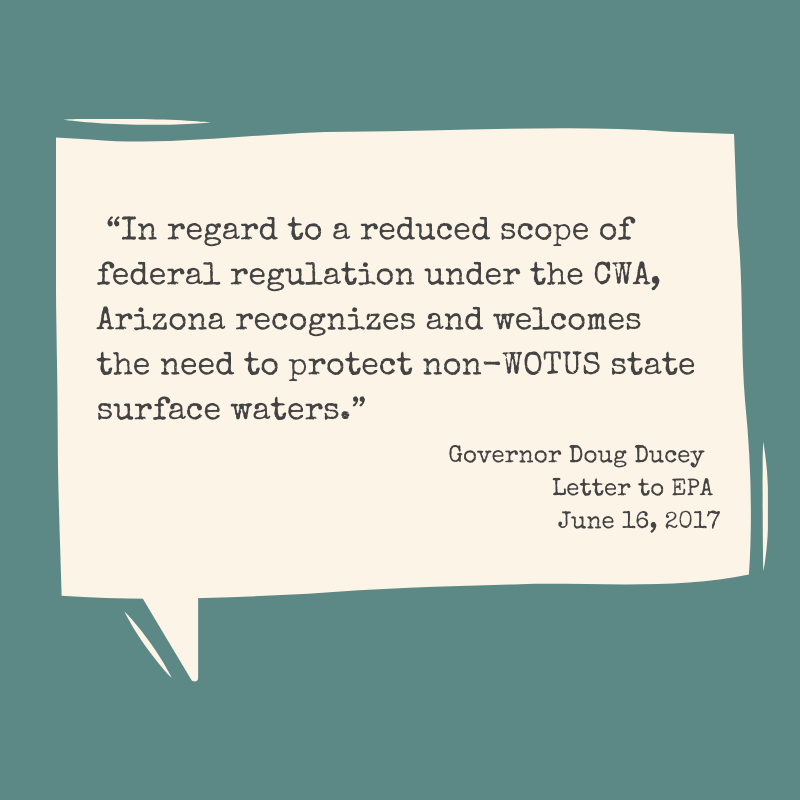 “In regard to a reduced scope of
federal regulation under the CWA,
Arizona recognizes and welcomes
the need to protect non-WOTUS state
surface waters.”
Governor Doug Ducey
Letter to EPA
June 16, 2017